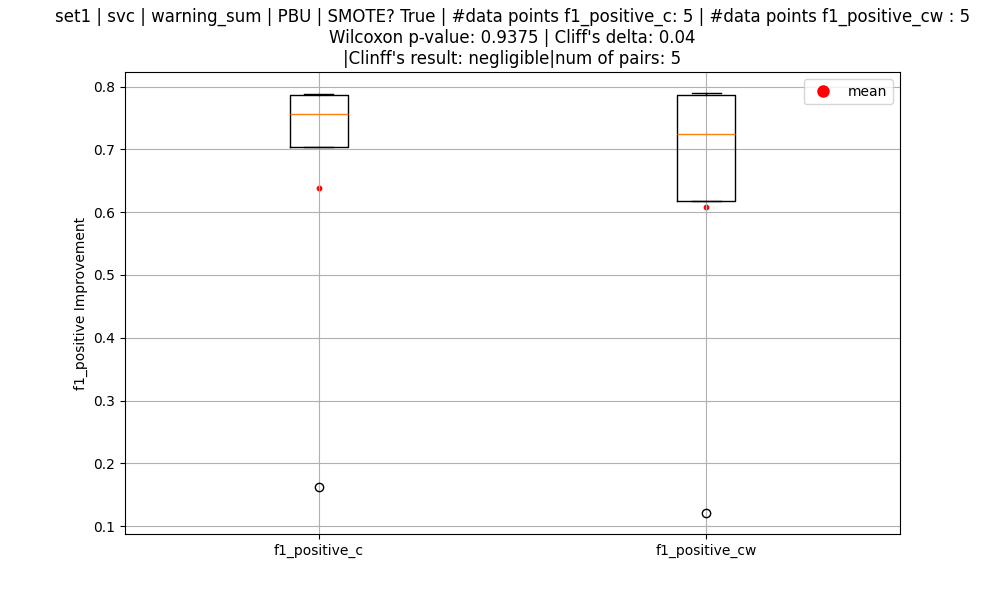 set1 | svc | warning_sum | PBU | SMOTE? True | #data points f1_positive_c: 5 | #data points f1_positive_cw : 5
Wilcoxon p-value: 0.9375 | Cliff's delta: 0.04
|Clinff's result: negligible|num of pairs: 5
mean
f1_positive Improvement
0.8
0.7
0.6
0.5
0.4
0.3
0.2
0.1
f1_positive_c
f1_positive_cw